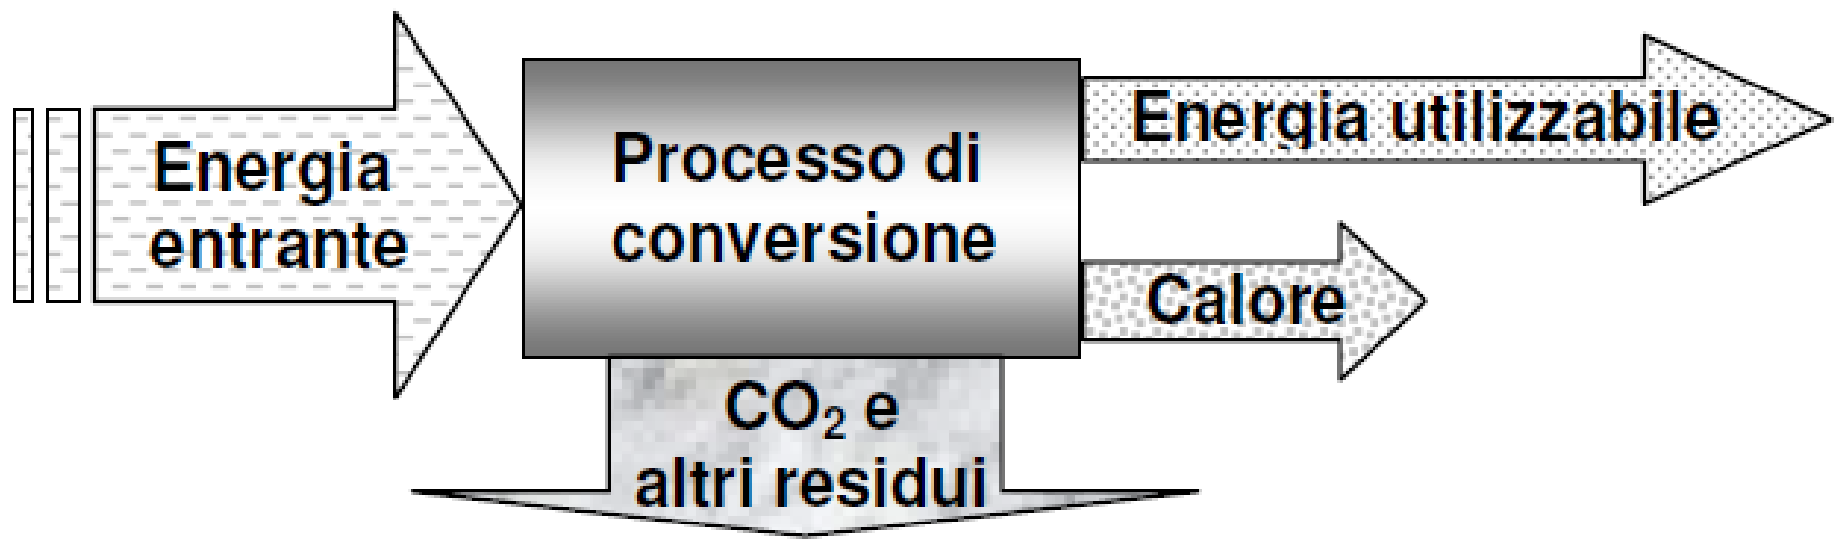 Energia
entrante
Processo di
conversione
Energia utilizzabile
Calore
CO₂ e
altri residui